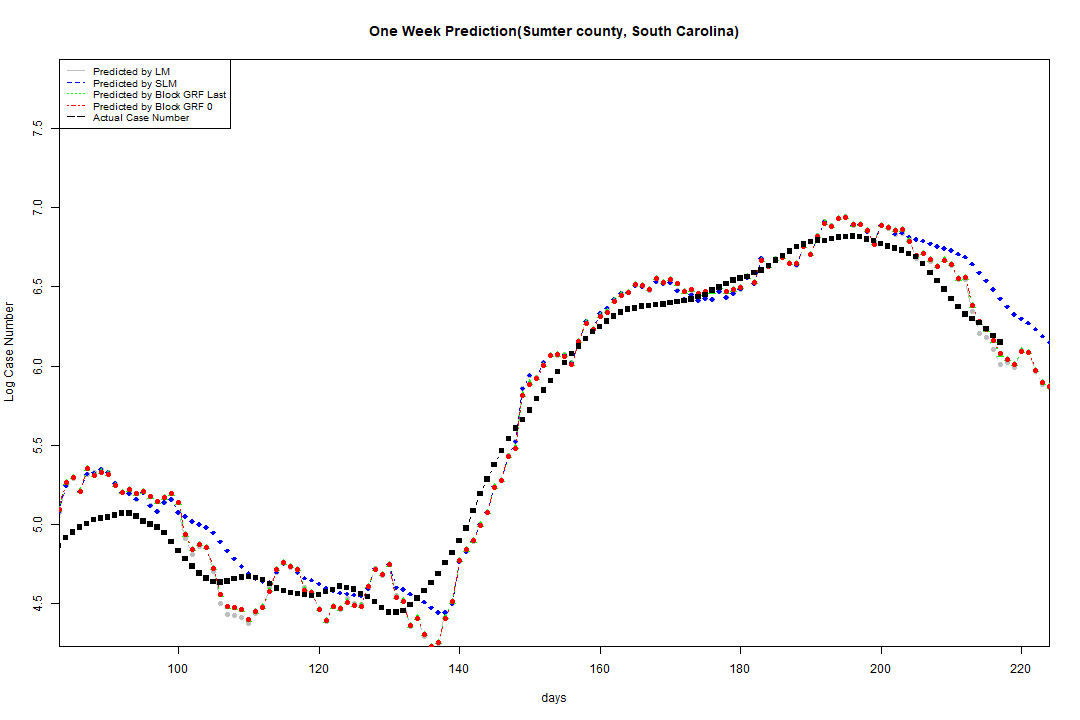 One Week Prediction(Sumter county, South Carolina)
Predicted by LM
Predicted by SLM
Predicted by Block GRF Last
Predicted by Block GRF 0
Actual Case Number
7.5
7.0
6.5
6.0
5.5
5.0
4.5
Log Case Number
100 120 140 160 180 200 220
days